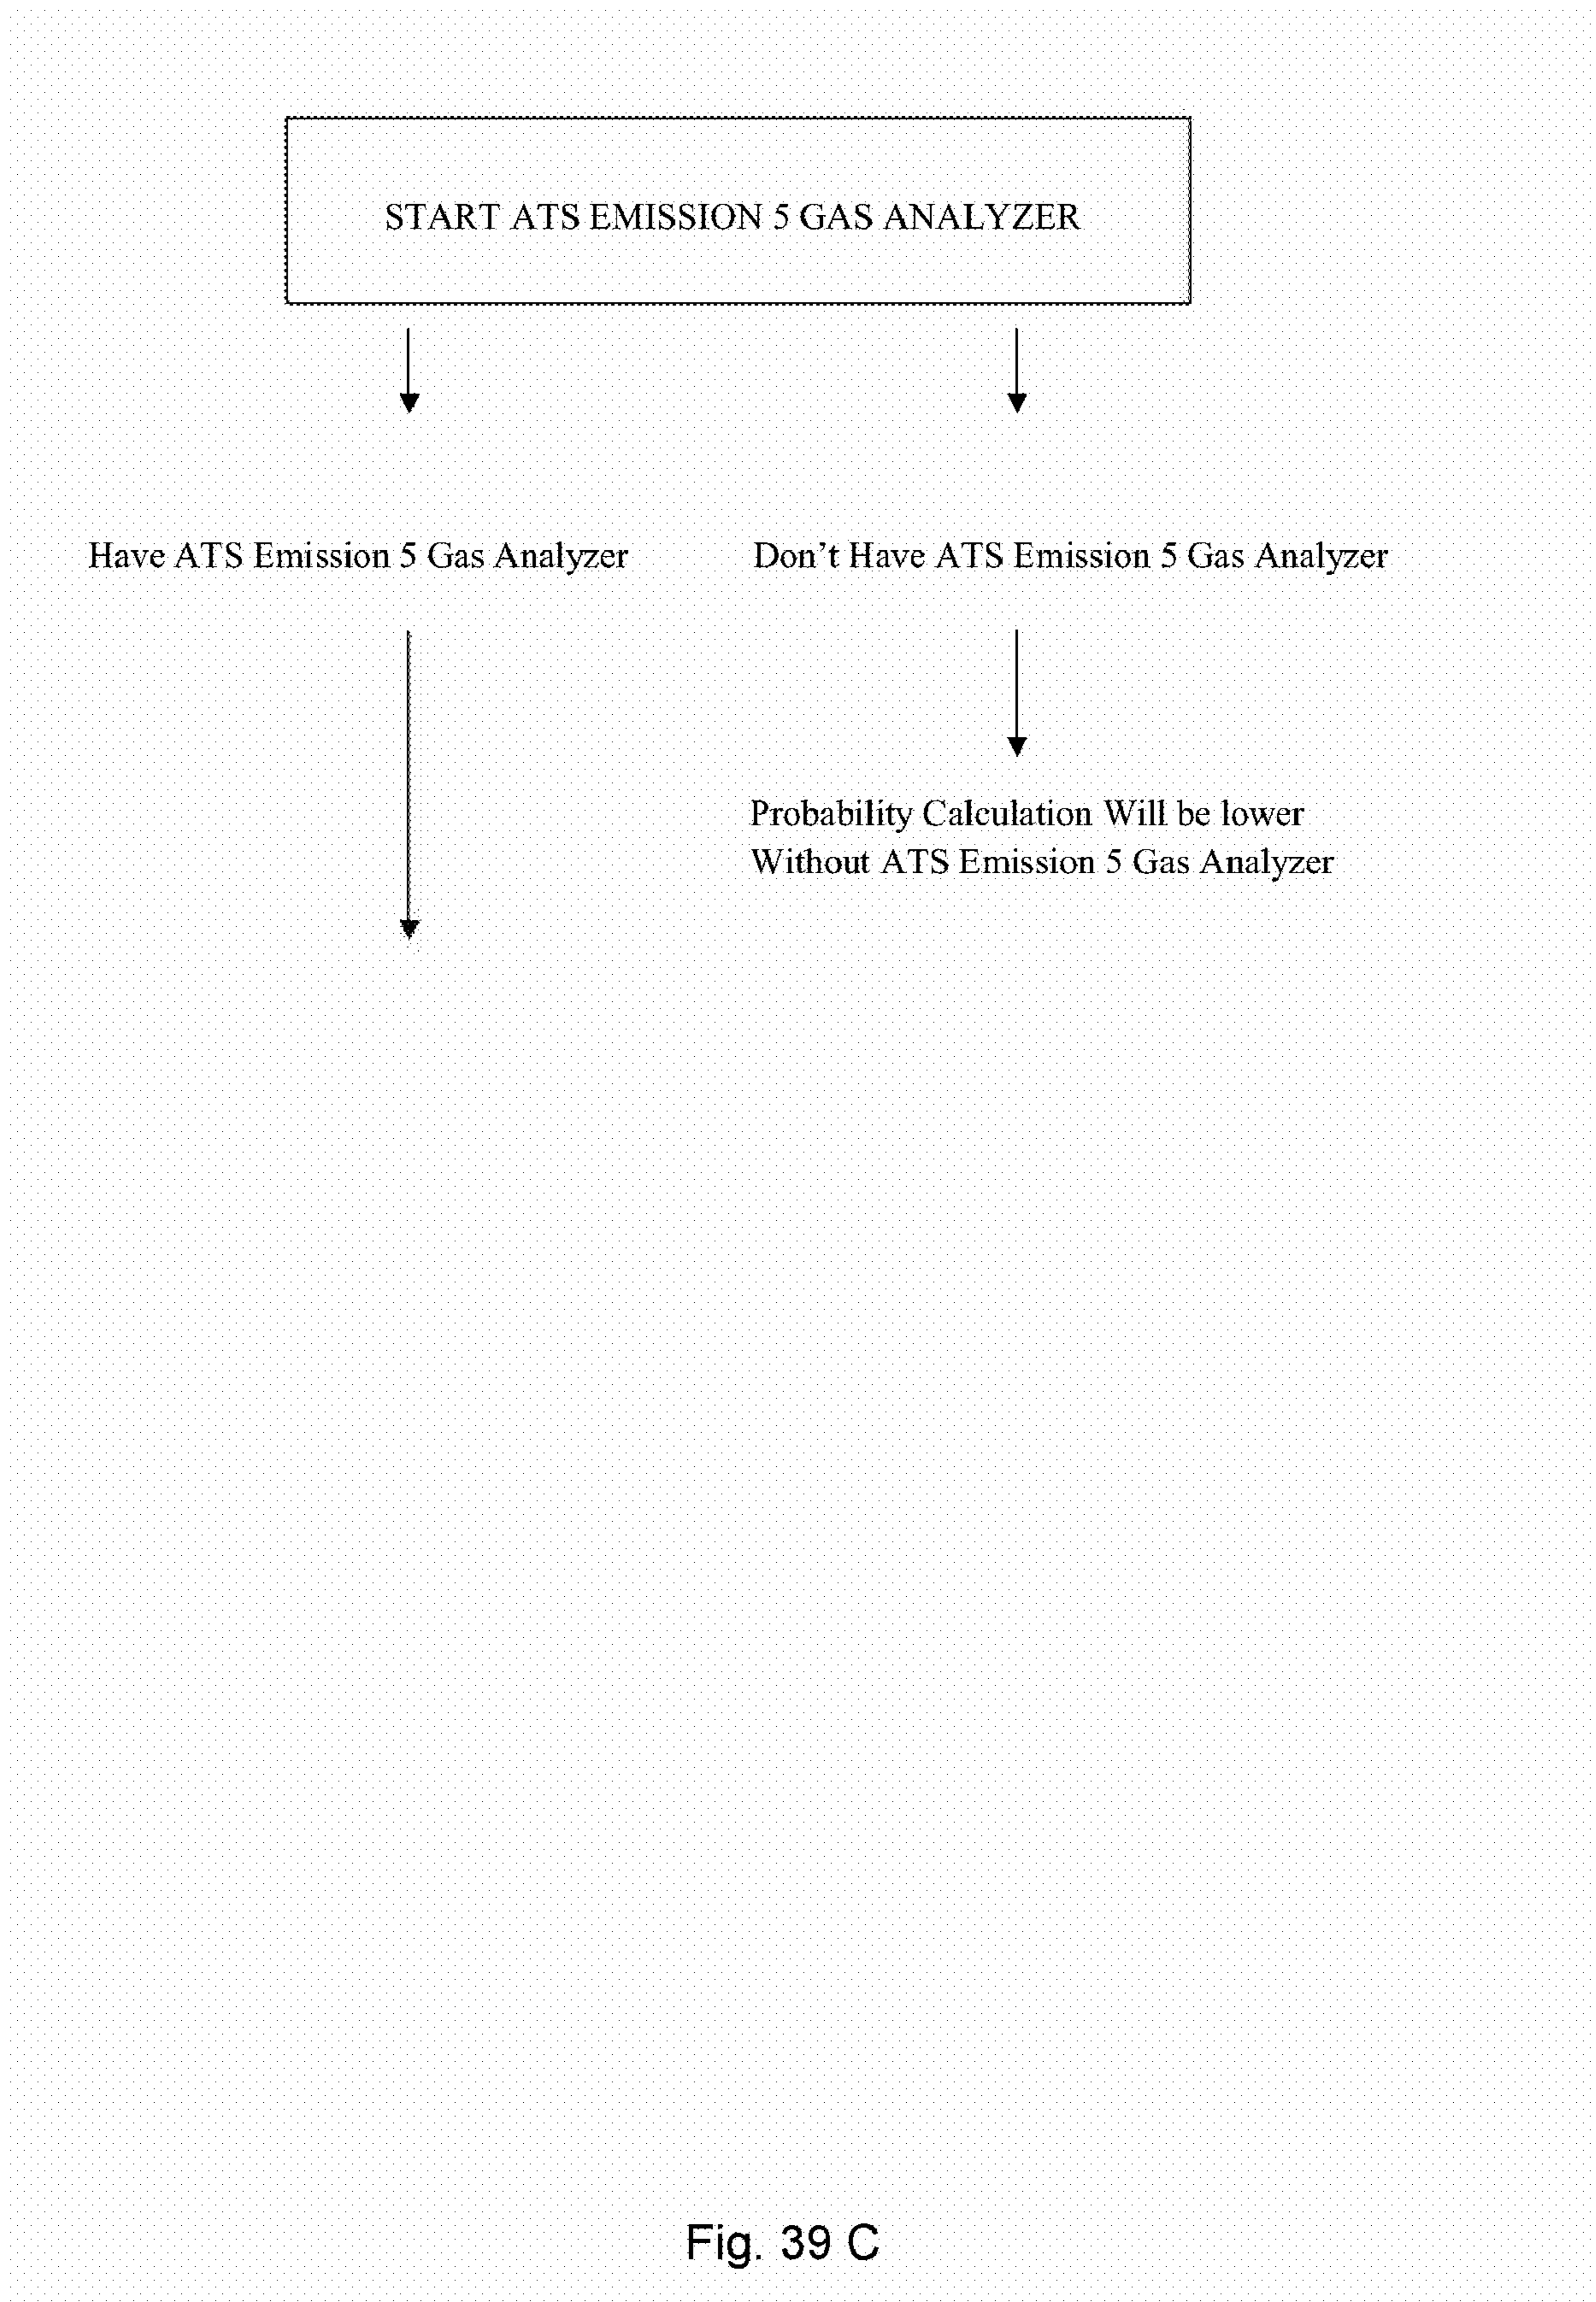 START ATS EMISSION 5 GAS ANALYZER
Have ATS Emission 5 Gas Analyzer
Don't Have ATS Emission 5 Gas Analyzer
Probability Calculation Will be lower
Without ATS Emission 5 Gas Analyzer
Fig. 39 C